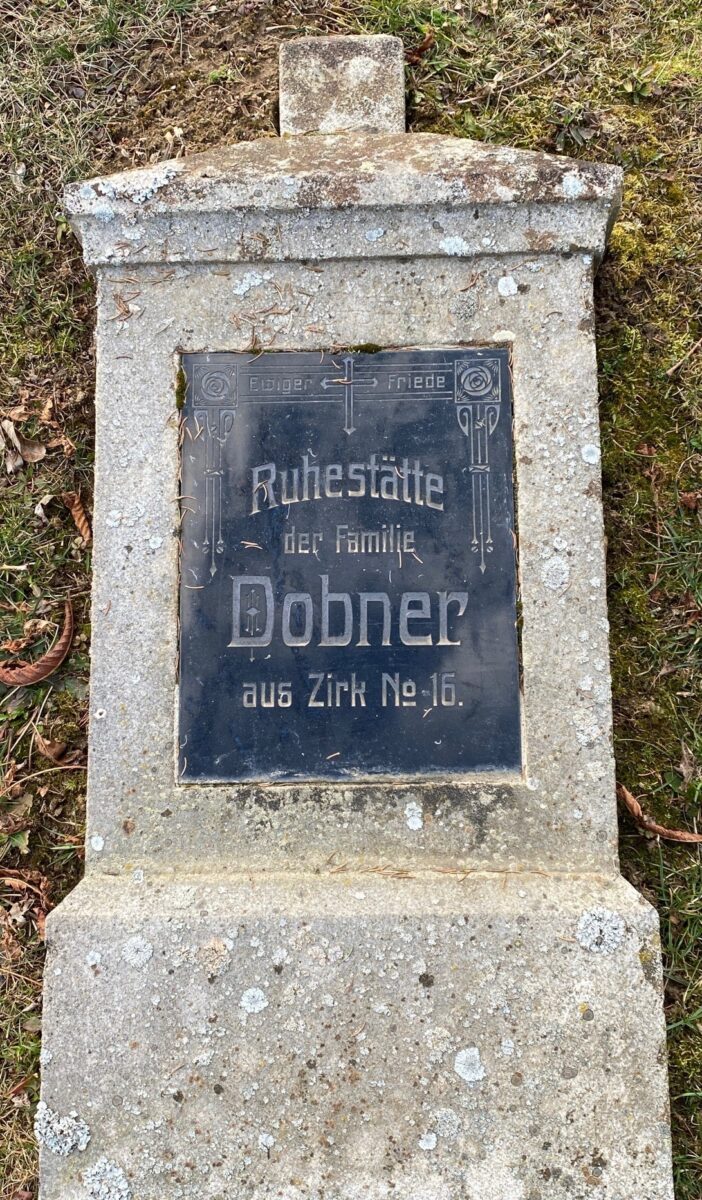 Ewiger Friede
Ruhestätte
der Familie
Dobner
aus Zirk No 16.